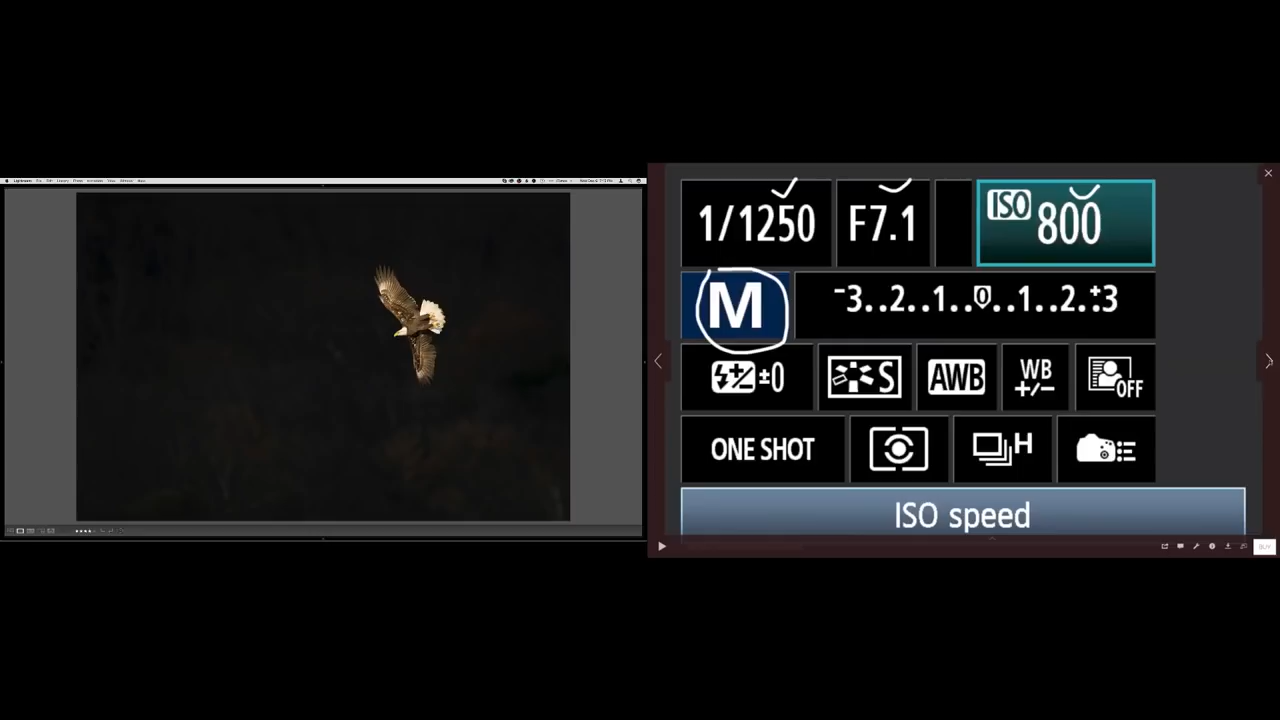 1/1250 F7.1 ISO 800
M -3..2..1..0..1..2.+3
±0 S AWB WB +/- OFF
ONE SHOT H
ISO speed
BUY